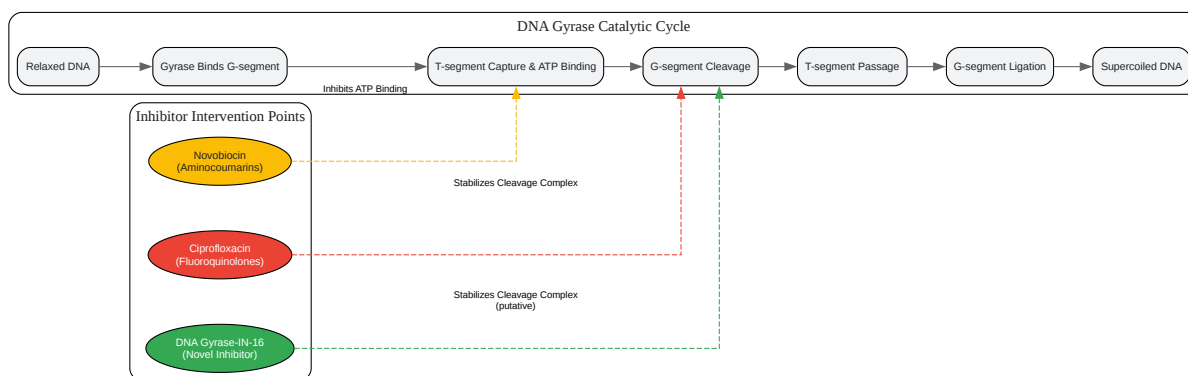 DNA Gyrase Catalytic Cycle
Relaxed DNA
Gyrase Binds G-segment
T-segment Capture & ATP Binding
G-segment Cleavage
T-segment Passage
G-segment Ligation
Supercoiled DNA
Inhibits ATP Binding
Inhibitor Intervention Points
Novobiocin
(Aminocoumarins)
Stabilizes Cleavage Complex
Ciprofloxacin
(Fluoroquinolones)
Stabilizes Cleavage Complex
(putative)
DNA Gyrase-IN-16
(Novel Inhibitor)